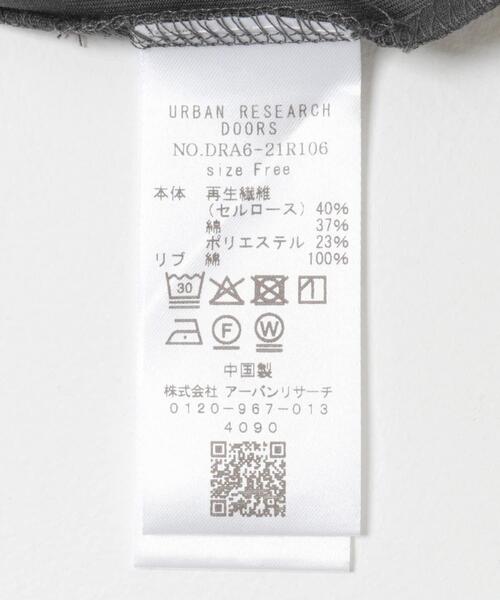 URBAN RESEARCH
DOORS
NO.DRA6-21R106
size Free
本体 再生繊維
(セルロース) 40%
綿 37%
ポリエステル 23%
リブ 綿 100%
30
F W
中国製
株式会社 アーバンリサーチ
0120-967-013
4090